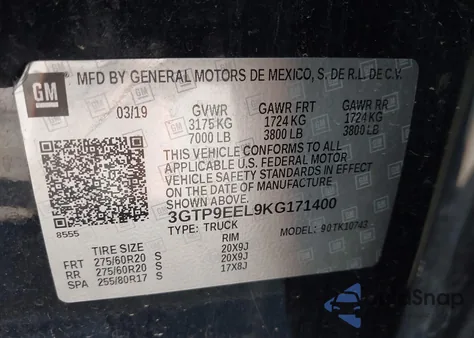 GM
MFD BY GENERAL MOTORS DE MEXICO, S. DE R.L. DE C.V.
03/19 GVWR GAWR FRT GAWR RR
3175 KG 1724 KG 1724 KG
7000 LB 3800 LB 3800 LB
THIS VEHICLE CONFORMS TO ALL
APPLICABLE U.S. FEDERAL MOTOR
VEHICLE SAFETY STANDARDS IN EFFECT
ON THE DATE OF MANUFACTURE
SHOWN ABOVE.
3GTP9EEL9KG171400
TYPE: TRUCK MODEL: 90TK10743
8555
TIRE SIZE RIM
FRT 275/60R20 S 20X9J
RR 275/60R20 S 20X9J
SPA 255/80R17 S 17X8J